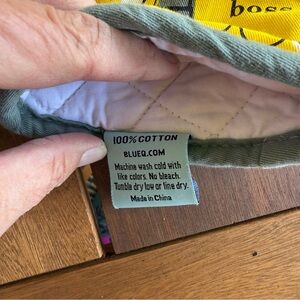 boss
100% COTTON
BLUEQ.COM
Machine wash cold with
like colors. No bleach.
Tumble dry low or line dry.
Made in China